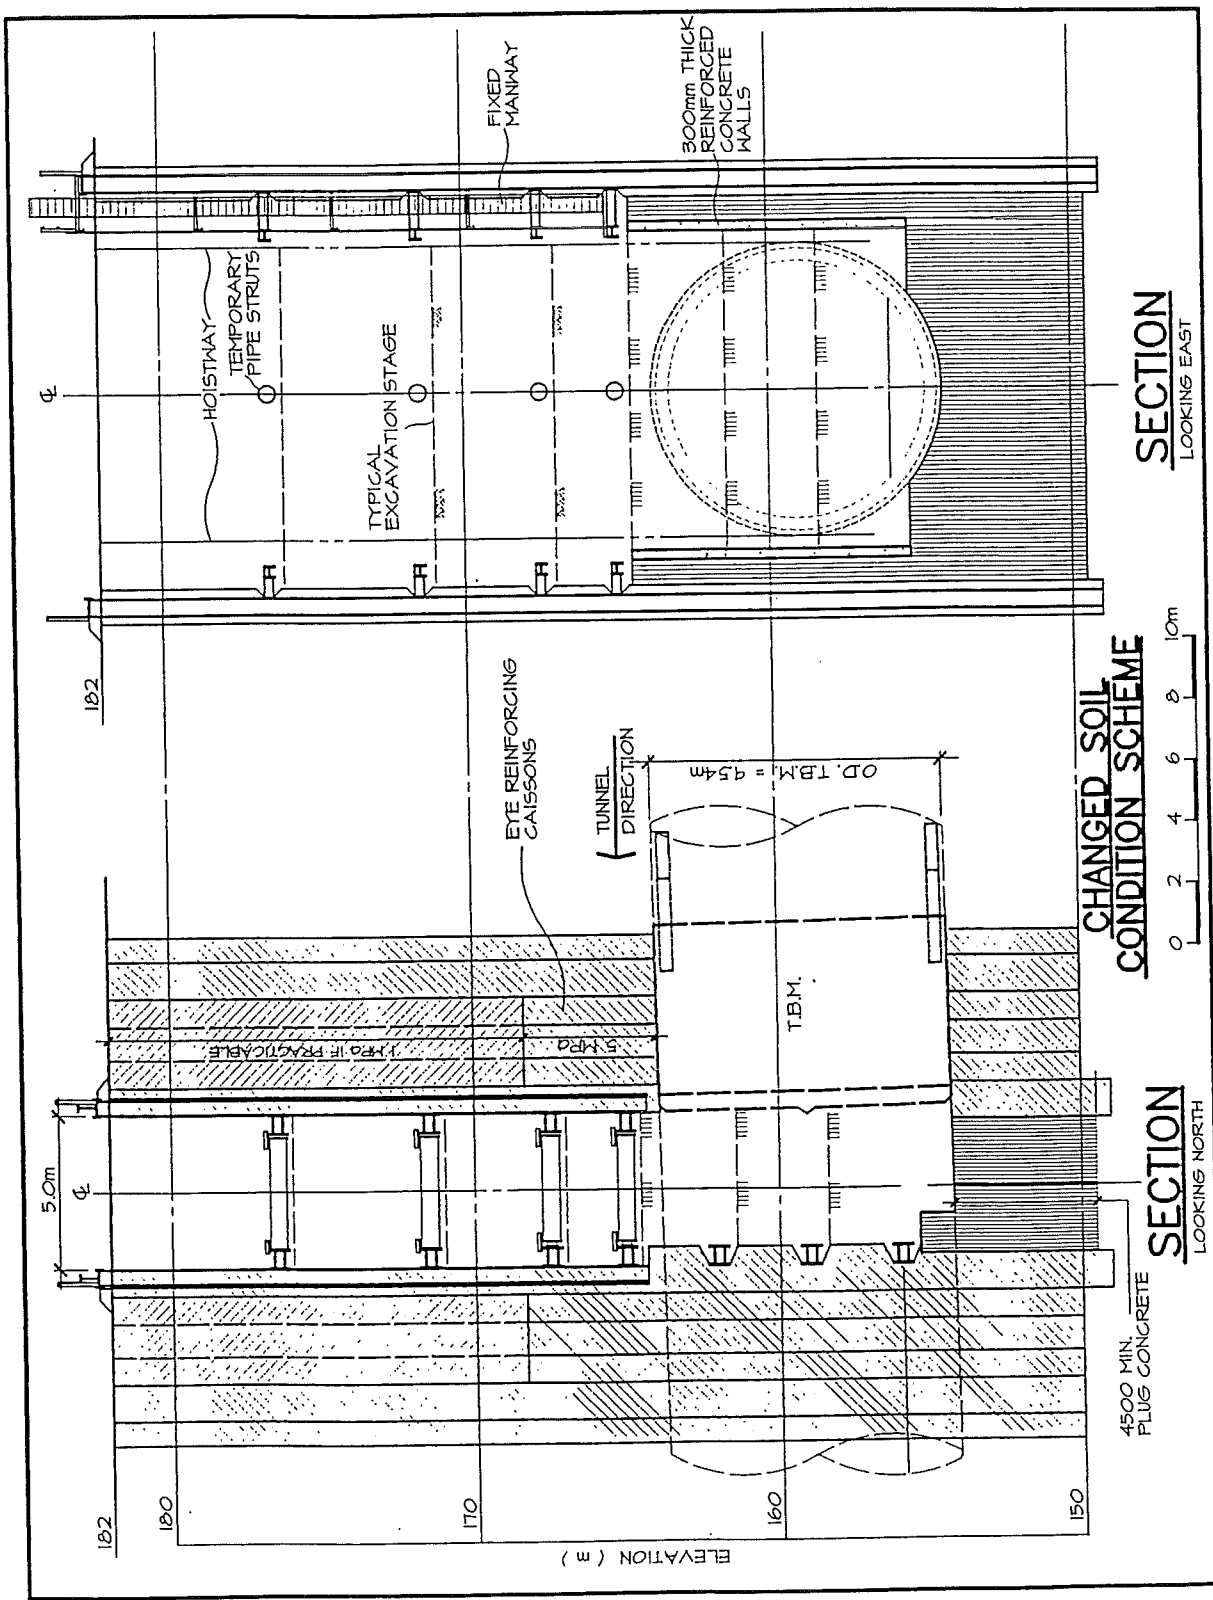 182
180
170
160
150
ELEVATION (m)
5.0m
℄
1 MPa IF PRACTICABLE
5 MPa
EYE REINFORCING
CAISSONS
TUNNEL
DIRECTION
T.B.M.
O.D. T.B.M. = 9.54m
4500 MIN.
PLUG CONCRETE
SECTION
LOOKING NORTH
CHANGED SOIL
CONDITION SCHEME
0 2 4 6 8 10m
182
℄
HOISTWAY
TEMPORARY
PIPE STRUTS
TYPICAL
EXCAVATION STAGE
FIXED
MANWAY
300mm THICK
REINFORCED
CONCRETE
WALLS
SECTION
LOOKING EAST